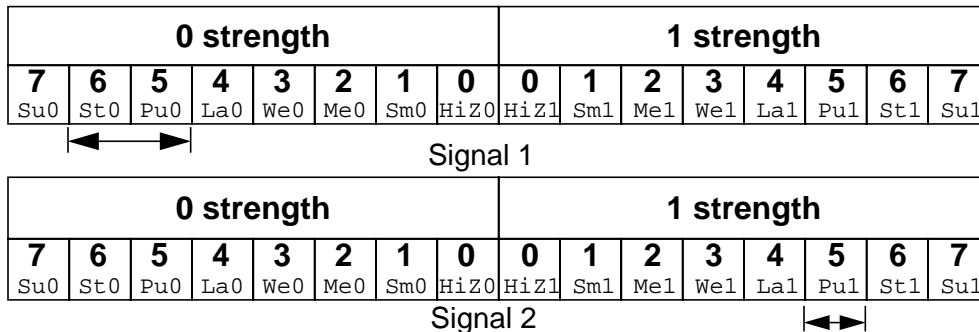 0 strength 1 strength
7 6 5 4 3 2 1 0 0 1 2 3 4 5 6 7
Su0 St0 Pu0 La0 We0 Me0 Sm0 HiZ0 HiZ1 Sm1 Me1 We1 La1 Pu1 St1 Su1
Signal 1
0 strength 1 strength
7 6 5 4 3 2 1 0 0 1 2 3 4 5 6 7
Su0 St0 Pu0 La0 We0 Me0 Sm0 HiZ0 HiZ1 Sm1 Me1 We1 La1 Pu1 St1 Su1
Signal 2